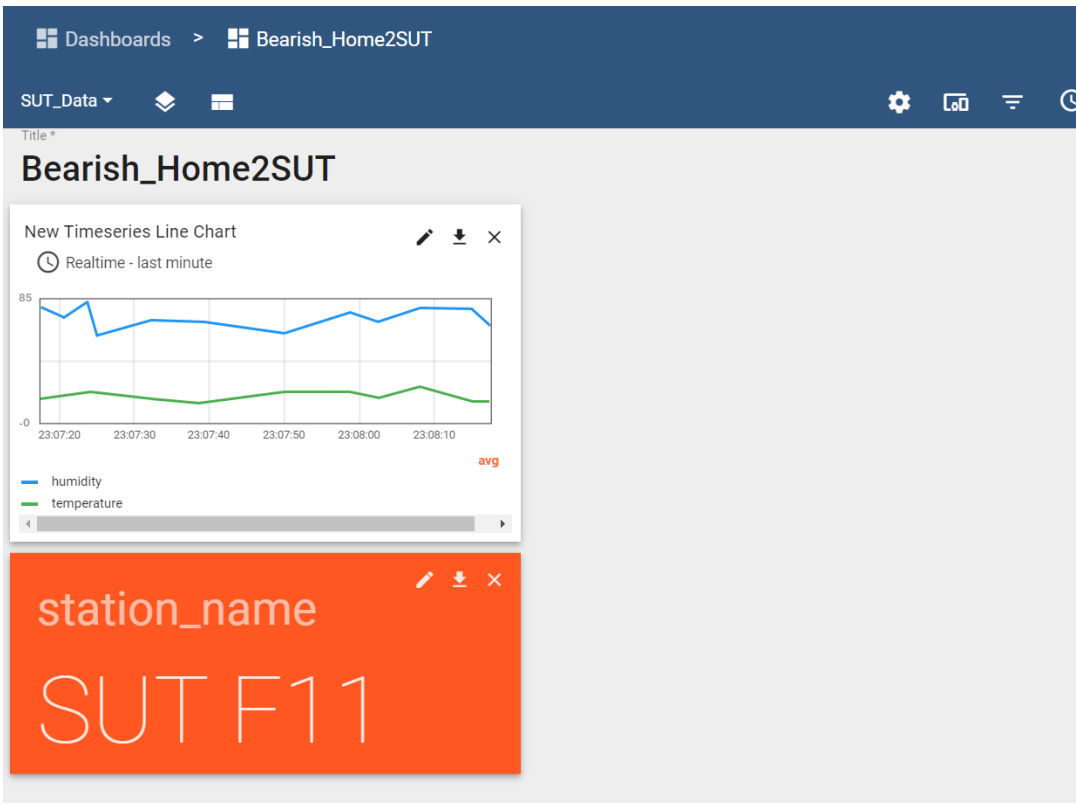 Dashboards > Bearish_Home2SUT
SUT_Data
Title *
Bearish_Home2SUT
New Timeseries Line Chart
Realtime - last minute
85
-0
23:07:20 23:07:30 23:07:40 23:07:50 23:08:00 23:08:10
avg
humidity
temperature
station_name
SUT F11